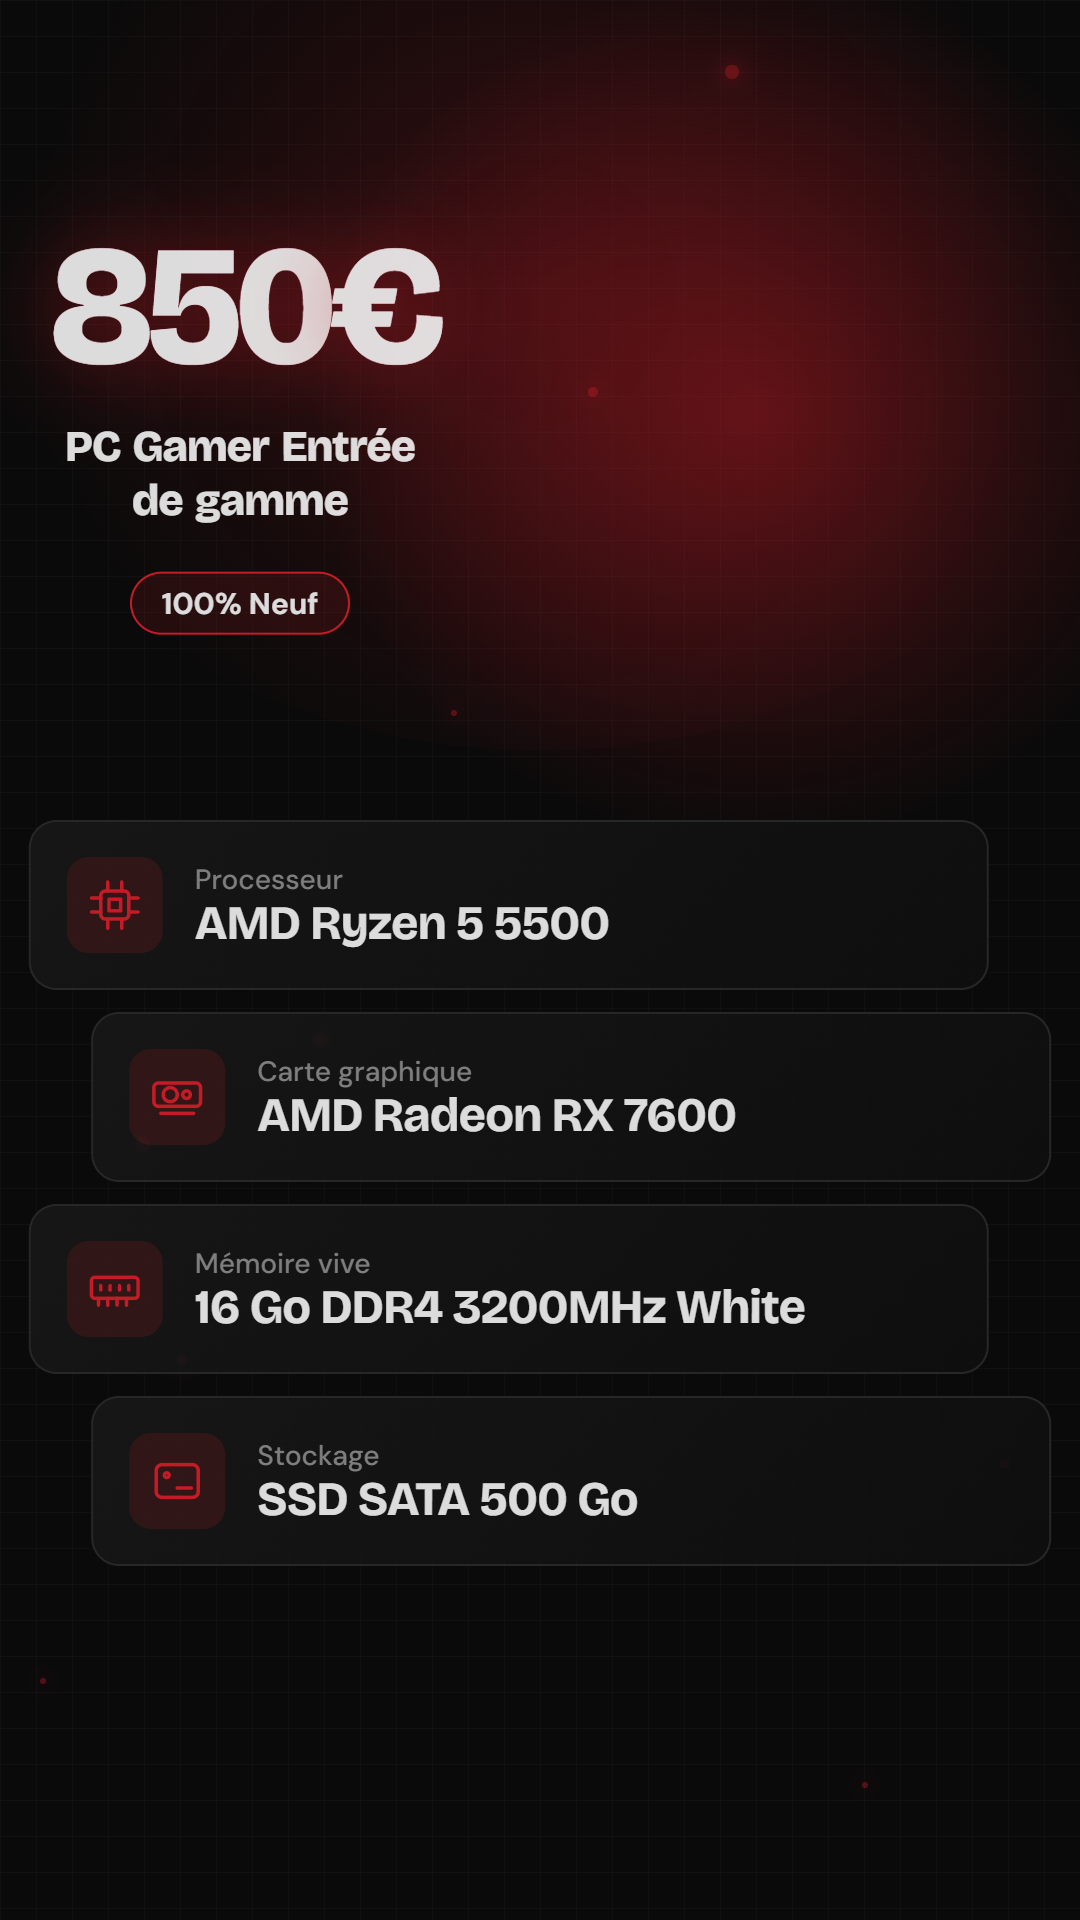 850€
PC Gamer Entrée
de gamme
100% Neuf
Processeur
AMD Ryzen 5 5500
Carte graphique
AMD Radeon RX 7600
Mémoire vive
16 Go DDR4 3200MHz White
Stockage
SSD SATA 500 Go